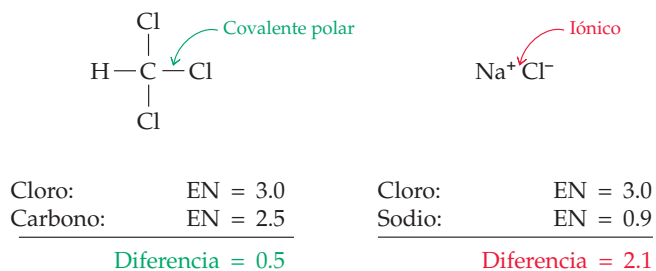 Cl
Covalente polar
H—C—Cl
Cl
Cloro: EN = 3.0
Carbono: EN = 2.5
Diferencia = 0.5
Iónico
Na⁺Cl⁻
Cloro: EN = 3.0
Sodio: EN = 0.9
Diferencia = 2.1